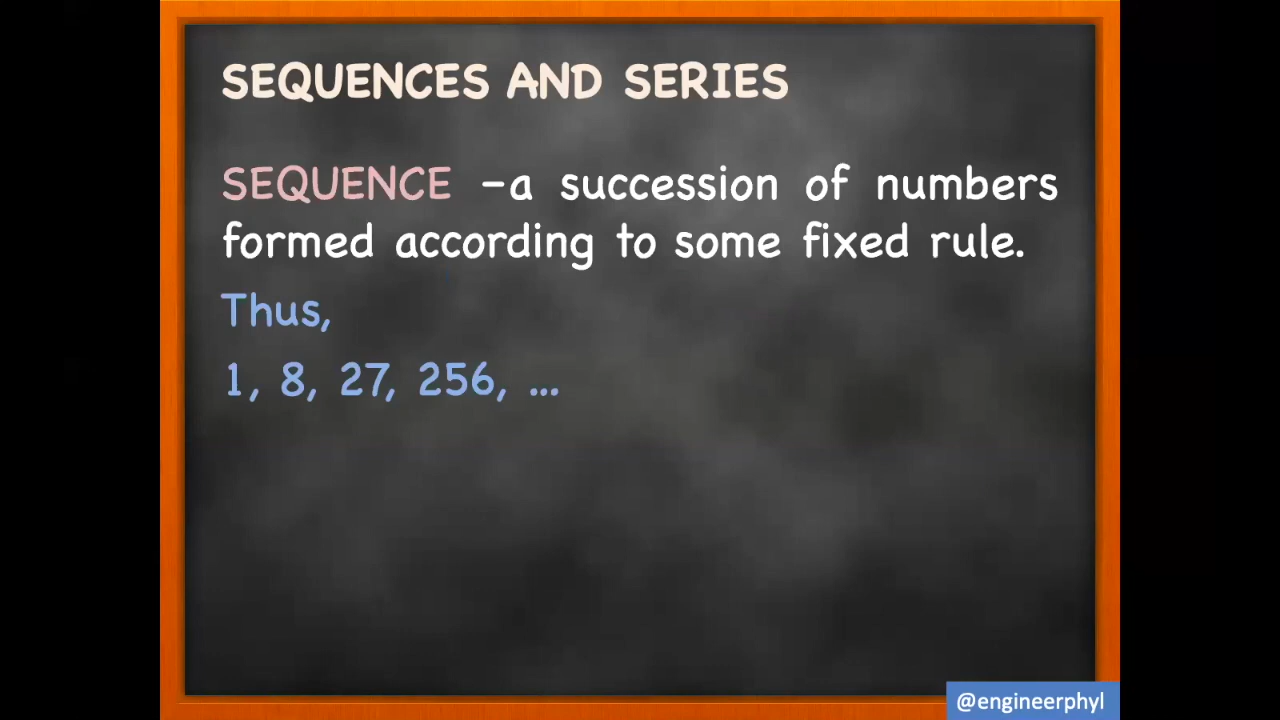 SEQUENCES AND SERIES
SEQUENCE –a succession of numbers
formed according to some fixed rule.
Thus,
1, 8, 27, 256, ...
@engineerphyl